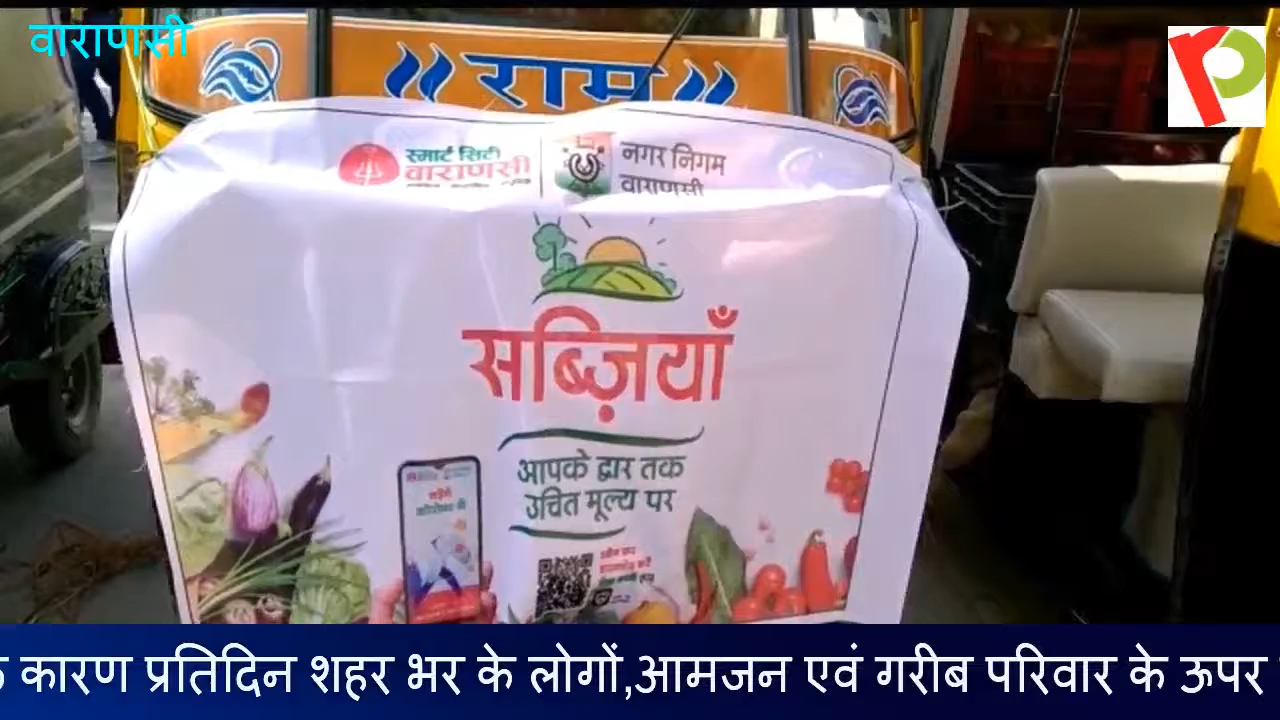 वाराणसी
राम
स्मार्ट सिटी
वाराणसी
नगर निगम
वाराणसी
सब्ज़ियाँ
आपके द्वार तक
उचित मूल्य पर
कारण प्रतिदिन शहर भर के लोगों,आमजन एवं गरीब परिवार के ऊपर